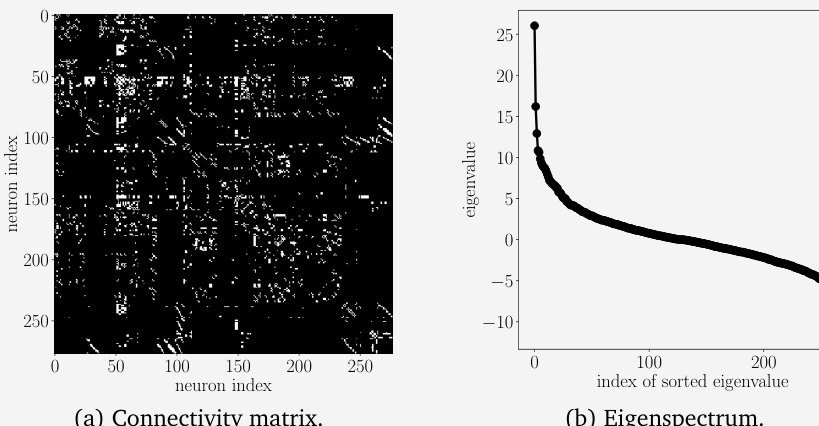 0
50
100
150
200
250
neuron index
0 50 100 150 200 250
neuron index
(a) Connectivity matrix.
25
20
15
10
5
0
−5
−10
eigenvalue
0 100 200
index of sorted eigenvalue
(b) Eigenspectrum.